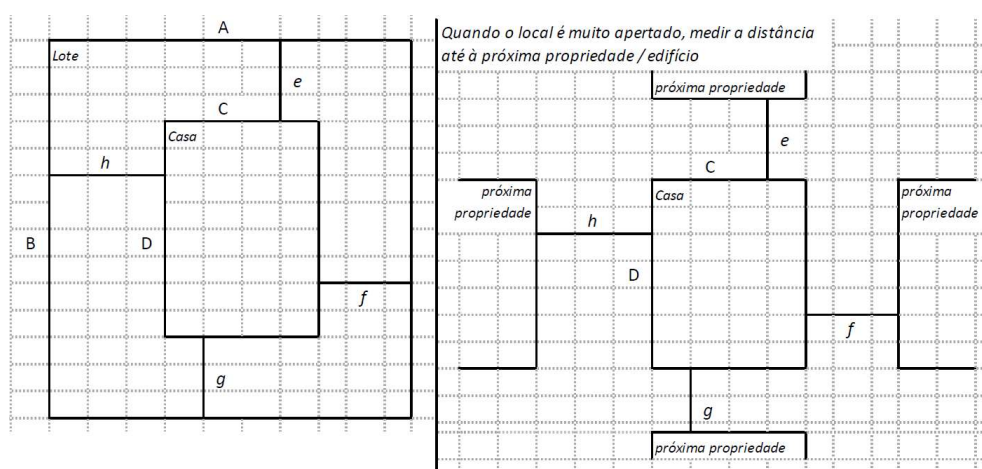 A
Lote
e
C
Casa
h
B
D
f
g
Quando o local é muito apertado, medir a distância
até à próxima propriedade / edifício
próxima propriedade
e
C
próxima
propriedade
Casa
próxima
propriedade
h
D
f
g
próxima propriedade